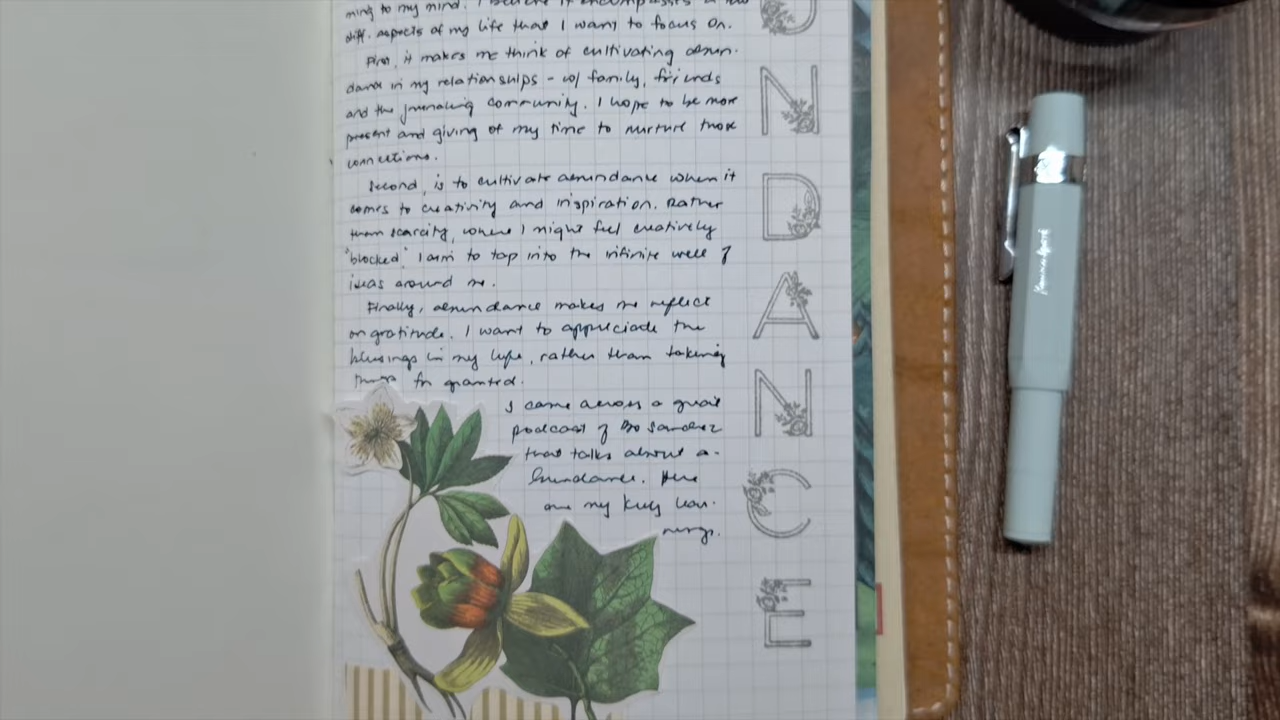 ning to my mind. I believe it encompasses a few
diff. aspects of my life that I want to focus on.
First, it makes me think of cultivating abun-
dance in my relationships - w/ family, friends
and the journaling community. I hope to be more
present and giving of my time to nurture those
connections.
Second, is to cultivate abundance when it
comes to creativity and inspiration. Rather
than scarcity, where I might feel creatively
'blocked', I aim to tap into the infinite well of
ideas around me.
Finally, abundance makes me reflect
on gratitude. I want to appreciate the
blessings in my life, rather than taking
things for granted.
I came across a great
podcast of Bo Sanchez
that talks about a-
bundance. Here
are my key lear-
nings.
U
N
D
A
N
C
E
Kaweco Sport